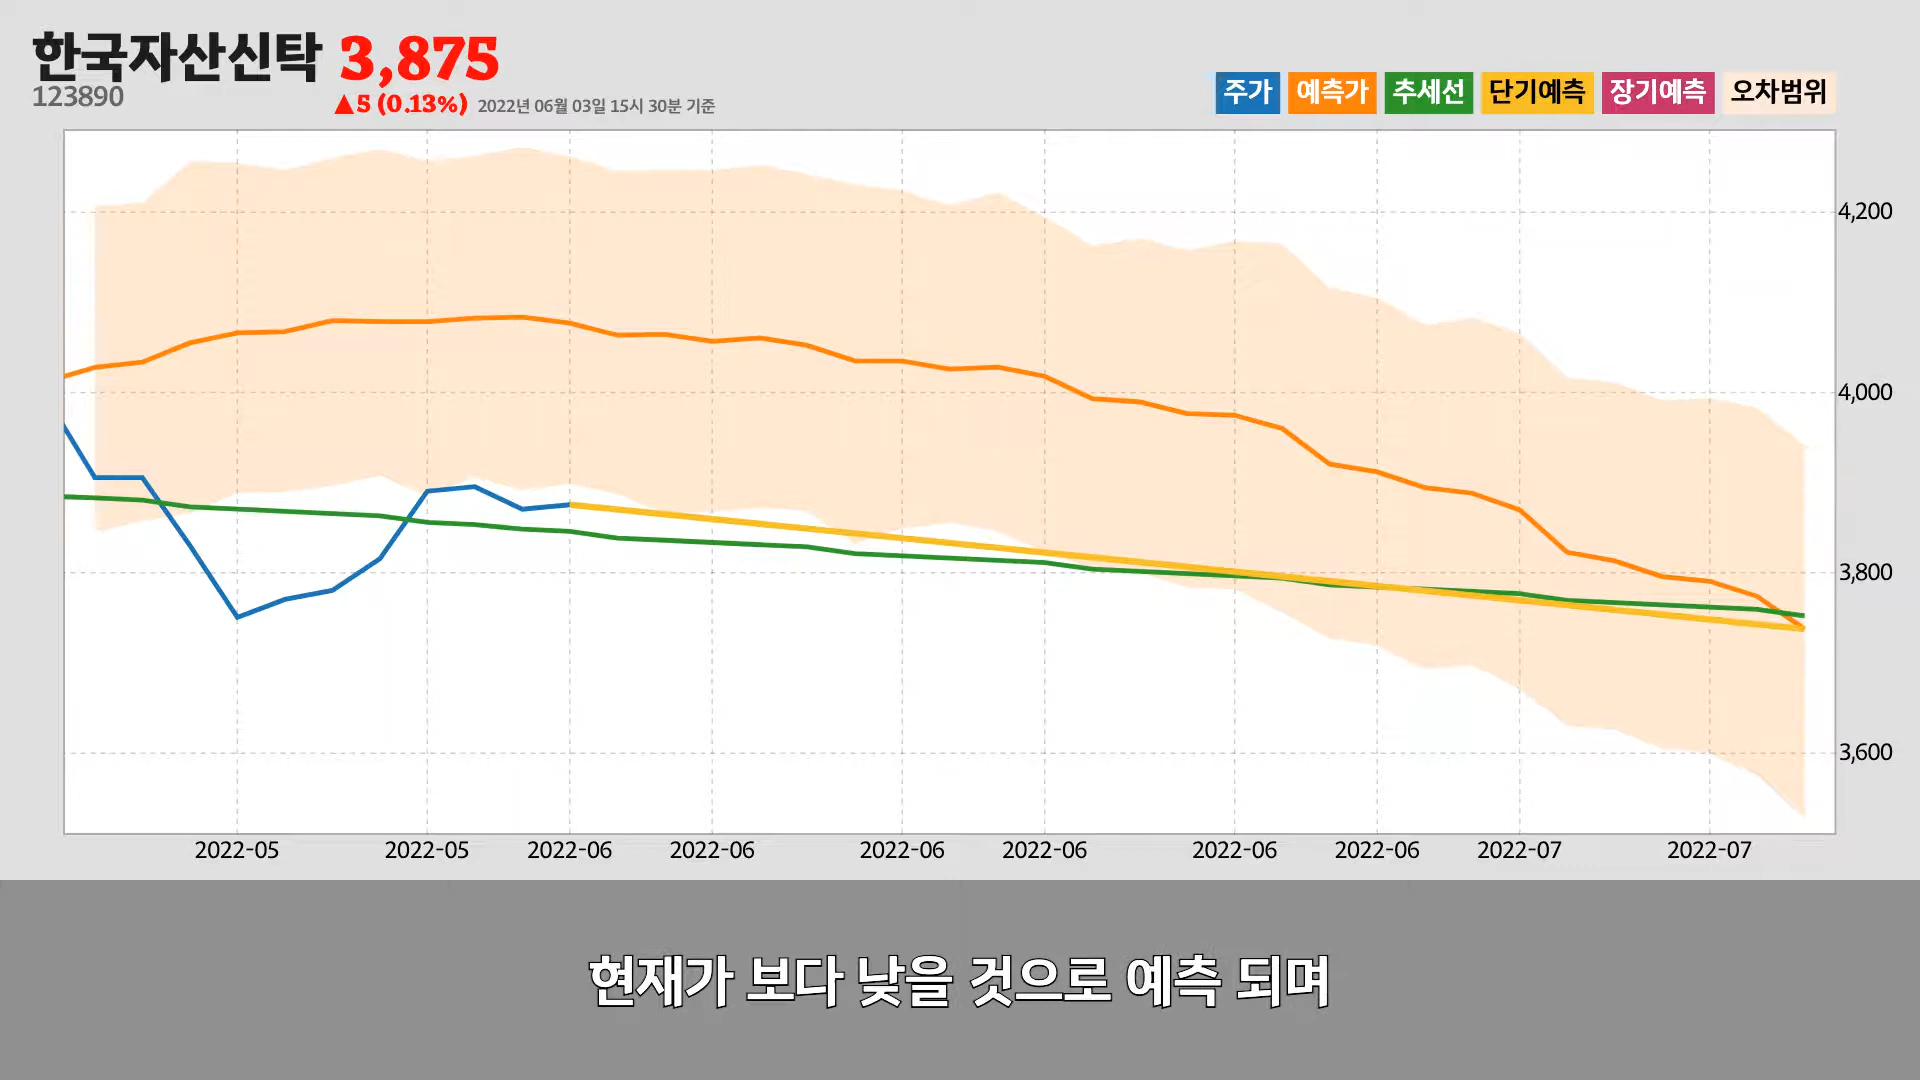 한국자산신탁 3,875
123890
▲5 (0.13%) 2022년 06월 03일 15시 30분 기준
주가 예측가 추세선 단기예측 장기예측 오차범위
4,200
4,000
3,800
3,600
2022-05 2022-05 2022-06 2022-06 2022-06 2022-06 2022-06 2022-06 2022-07 2022-07
현재가 보다 낮을 것으로 예측 되며